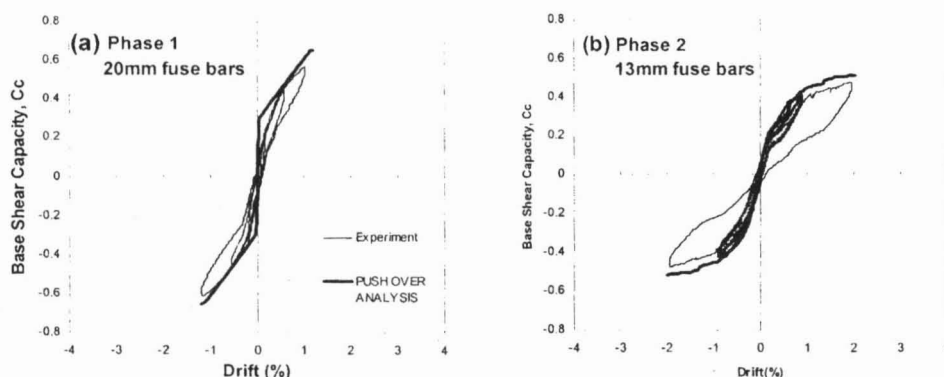 (a) Phase 1
20mm fuse bars
Base Shear Capacity, Cc
0.8
0.6
0.4
0.2
0
-0.2
-0.4
-0.6
-0.8
-4 -3 -2 -1 0 1 2 3 4
Drift (%)
Experiment
PUSH OVER
ANALYSIS
(b) Phase 2
13mm fuse bars
Base Shear Capacity, Cc
0.8
0.6
0.4
0.2
0
-0.2
-0.4
-0.6
-0.8
-4 -3 -2 -1 0 1 2 3
Drift(%)